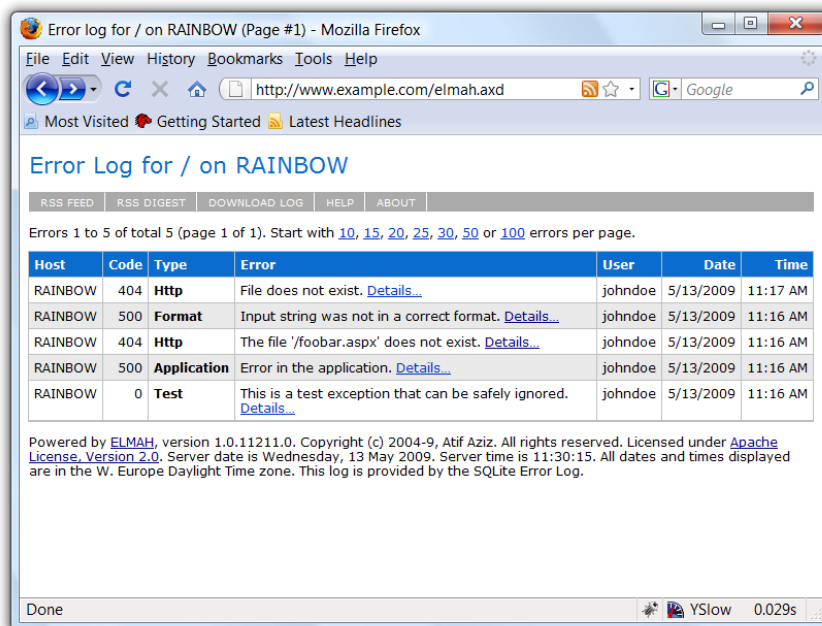 Error log for / on RAINBOW (Page #1) - Mozilla Firefox
File Edit View History Bookmarks Tools Help
http://www.example.com/elmah.axd G Google
Most Visited Getting Started Latest Headlines
Error Log for / on RAINBOW
RSS FEED RSS DIGEST DOWNLOAD LOG HELP ABOUT
Errors 1 to 5 of total 5 (page 1 of 1). Start with 10, 15, 20, 25, 30, 50 or 100 errors per page.
Host Code Type Error User Date Time
RAINBOW 404 Http File does not exist. Details... johndoe 5/13/2009 11:17 AM
RAINBOW 500 Format Input string was not in a correct format. Details... johndoe 5/13/2009 11:16 AM
RAINBOW 404 Http The file '/foobar.aspx' does not exist. Details... johndoe 5/13/2009 11:16 AM
RAINBOW 500 Application Error in the application. Details... johndoe 5/13/2009 11:16 AM
RAINBOW 0 Test This is a test exception that can be safely ignored. johndoe 5/13/2009 11:16 AM
Details...
Powered by ELMAH, version 1.0.11211.0. Copyright (c) 2004-9, Atif Aziz. All rights reserved. Licensed under Apache
License, Version 2.0. Server date is Wednesday, 13 May 2009. Server time is 11:30:15. All dates and times displayed
are in the W. Europe Daylight Time zone. This log is provided by the SQLite Error Log.
Done YSlow 0.029s